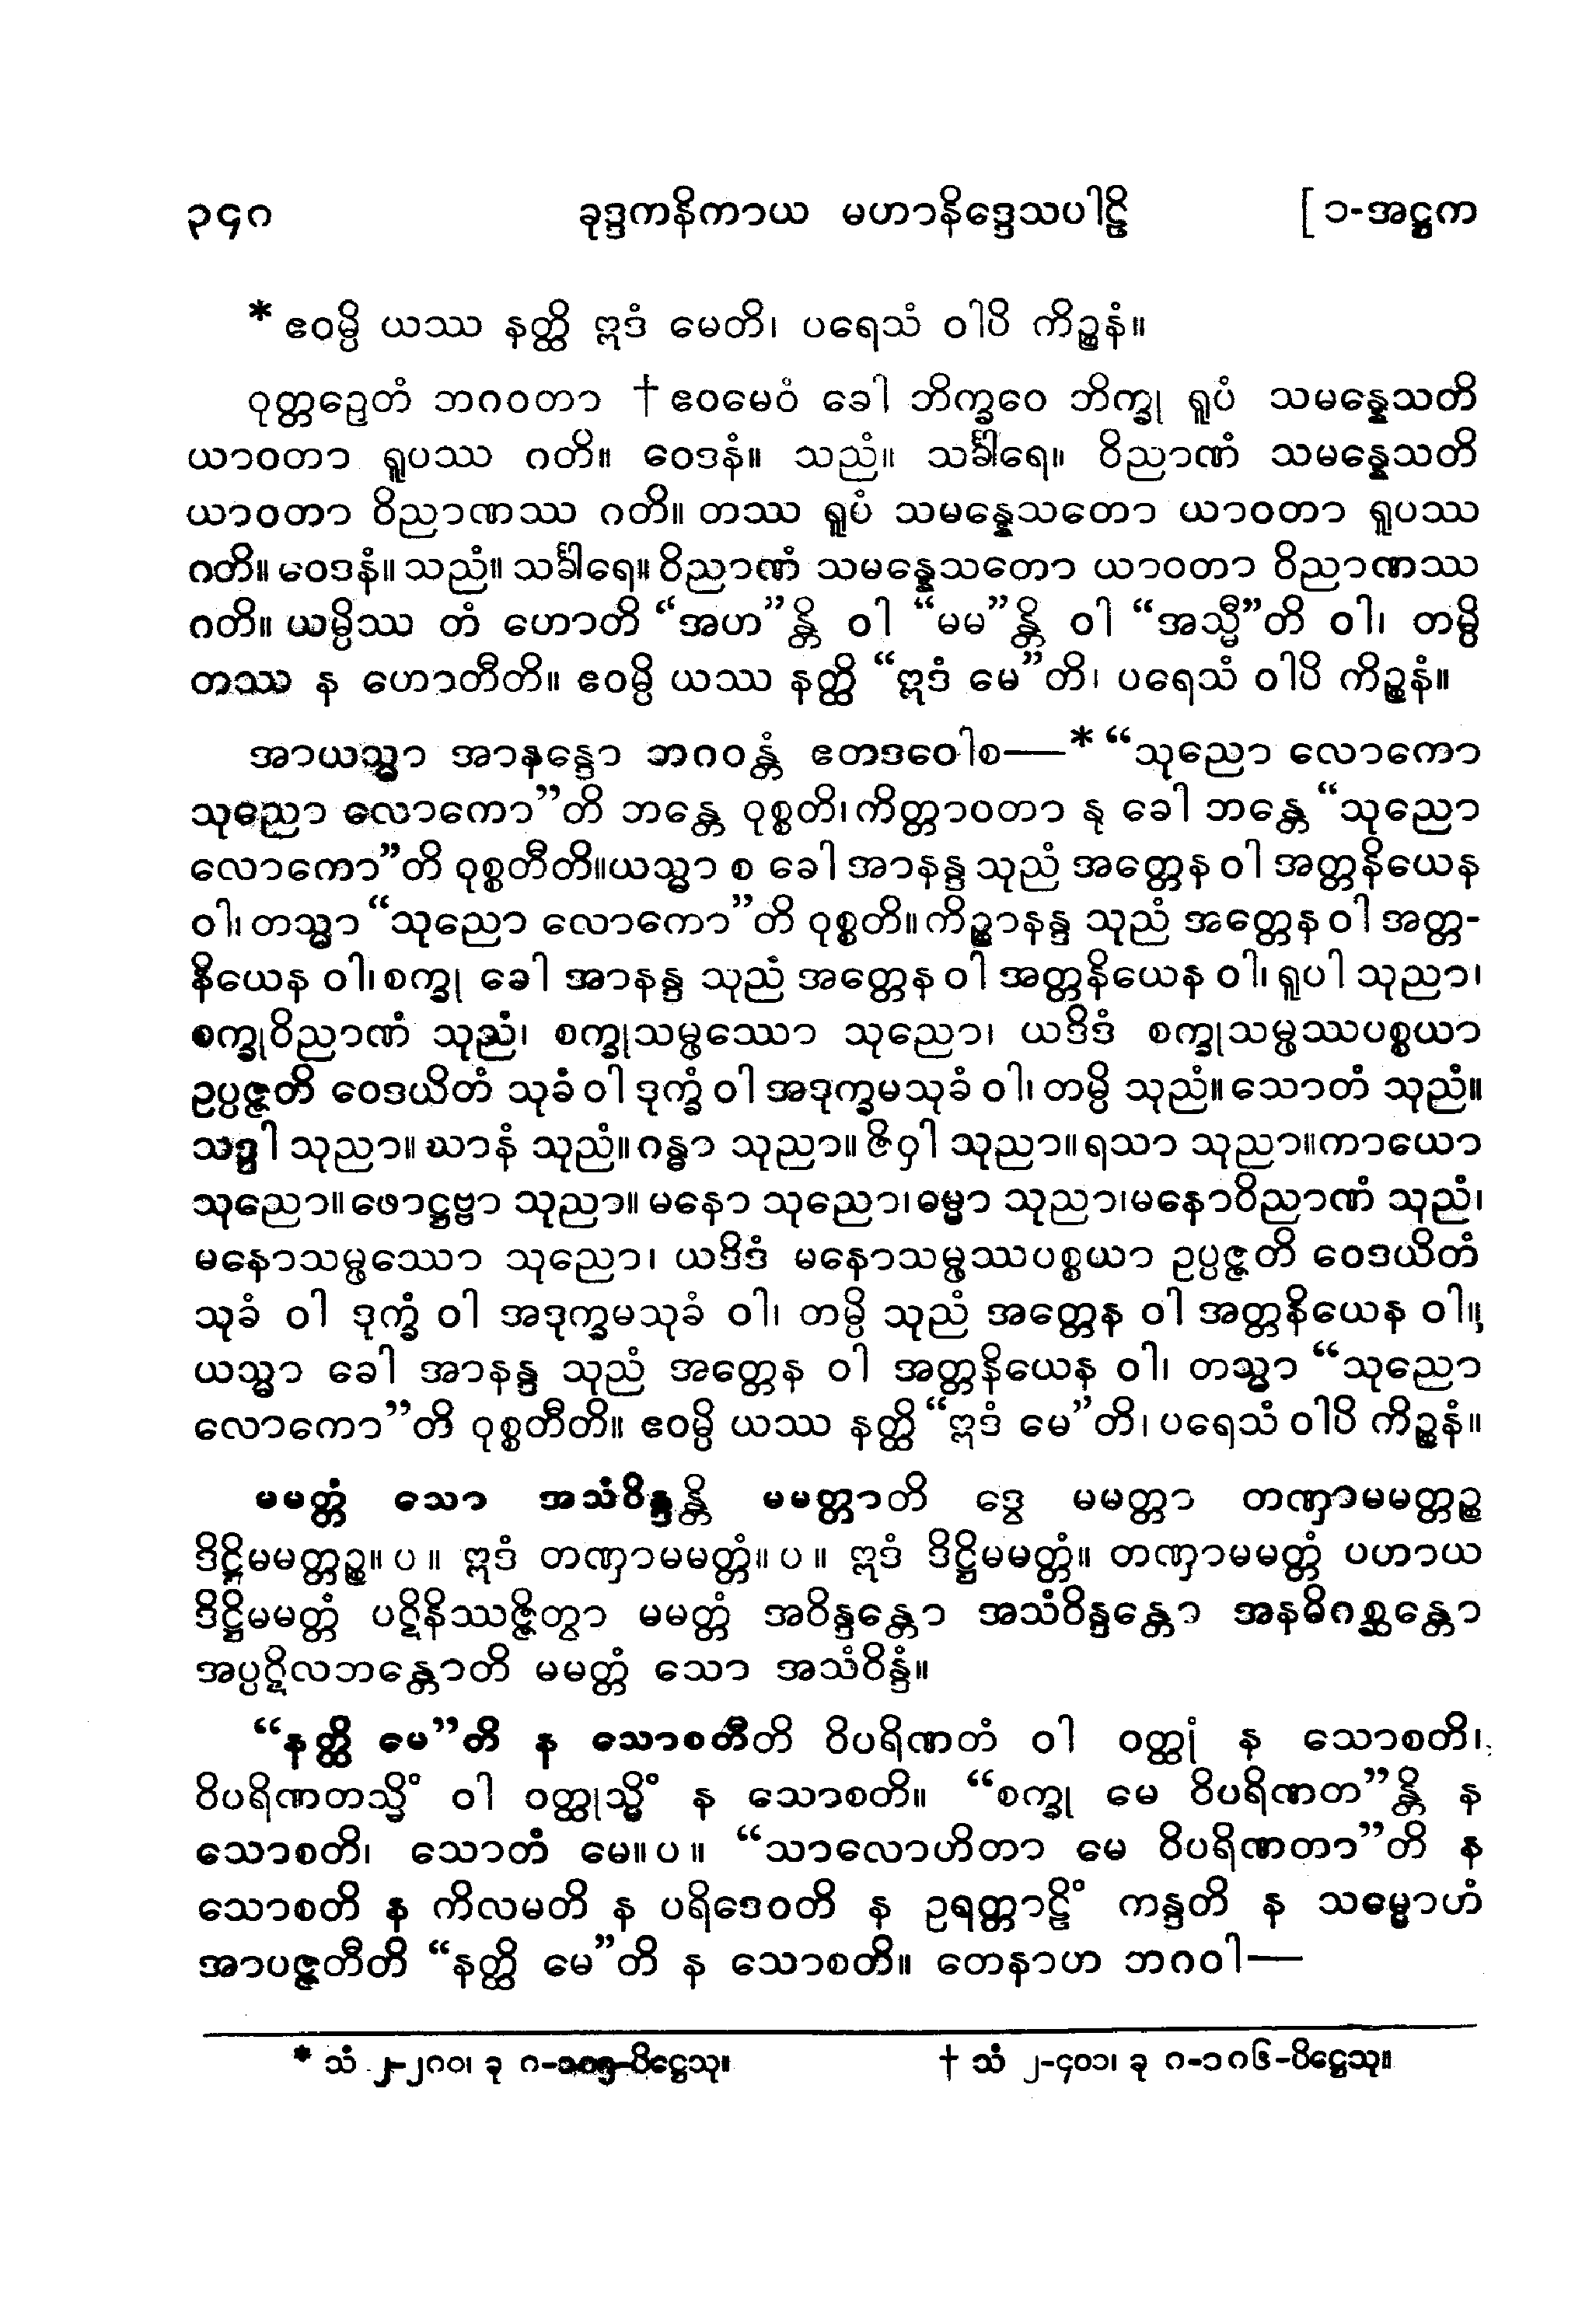 ၃၄၈ ခုဒ္ဒကနိကာယ မဟာနိဒ္ဒေသပါဠိ [ ၁-အဋ္ဌက
* ဧဝမ္ပိ ယဿ နတ္ထိ ဣဒံ မေတိ၊ ပရေသံ ဝါပိ ကိဉ္စနံ။
ဝုတ္တဉှေတံ ဘဂဝတာ † ဧဝမေဝံ ခေါ ဘိက္ခဝေ ဘိက္ခု ရူပံ သမန္နေသတိ
ယာဝတာ ရူပဿ ဂတိ။ ဝေဒနံ။ သညံ။ သင်္ခါရေ။ ဝိညာဏံ သမန္နေသတိ
ယာဝတာ ဝိညာဏဿ ဂတိ။ တဿ ရူပံ သမန္နေသတော ယာဝတာ ရူပဿ
ဂတိ။ ဝေဒနံ။ သညံ။ သင်္ခါရေ။ ဝိညာဏံ သမန္နေသတော ယာဝတာ ဝိညာဏဿ
ဂတိ။ ယမ္ပိဿ တံ ဟောတိ “အဟ”န္တိ ဝါ “မမ”န္တိ ဝါ “အသ္မီ”တိ ဝါ၊ တမ္ပိ
တဿ န ဟောတီတိ။ ဧဝမ္ပိ ယဿ နတ္ထိ “ဣဒံ မေ”တိ၊ ပရေသံ ဝါပိ ကိဉ္စနံ။
အာယသ္မာ အာနန္ဒော ဘဂဝန္တံ ဧတဒဝေါစ—* “သုညော လောကော
သုညော လောကော”တိ ဘန္တေ ဝုစ္စတိ၊ ကိတ္တာဝတာ နု ခေါ ဘန္တေ “သုညော
လောကော”တိ ဝုစ္စတီတိ။ ယသ္မာ စ ခေါ အာနန္ဒ သုညံ အတ္တေန ဝါ အတ္တနိယေန
ဝါ၊ တသ္မာ “သုညော လောကော”တိ ဝုစ္စတိ။ ကိဉ္စာနန္ဒ သုညံ အတ္တေန ဝါ အတ္တ-
နိယေန ဝါ၊ စက္ခု ခေါ အာနန္ဒ သုညံ အတ္တေန ဝါ အတ္တနိယေန ဝါ၊ ရူပါ သုညာ၊
စက္ခုဝိညာဏံ သုညံ၊ စက္ခုသမ္ဖဿော သုညော၊ ယဒိဒံ စက္ခုသမ္ဖဿပစ္စယာ
ဥပ္ပဇ္ဇတိ ဝေဒယိတံ သုခံ ဝါ ဒုက္ခံ ဝါ အဒုက္ခမသုခံ ဝါ၊ တမ္ပိ သုညံ။ သောတံ သုညံ။
သဒ္ဒါ သုညာ။ ဃာနံ သုညံ။ ဂန္ဓာ သုညာ။ ဇိဝှါ သုညာ။ ရသာ သုညာ။ ကာယော
သုညော။ ဖောဋ္ဌဗ္ဗာ သုညာ။ မနော သုညော၊ ဓမ္မာ သုညာ၊ မနောဝိညာဏံ သုညံ၊
မနောသမ္ဖဿော သုညော၊ ယဒိဒံ မနောသမ္ဖဿပစ္စယာ ဥပ္ပဇ္ဇတိ ဝေဒယိတံ
သုခံ ဝါ ဒုက္ခံ ဝါ အဒုက္ခမသုခံ ဝါ၊ တမ္ပိ သုညံ အတ္တေန ဝါ အတ္တနိယေန ဝါ။
ယသ္မာ ခေါ အာနန္ဒ သုညံ အတ္တေန ဝါ အတ္တနိယေန ဝါ၊ တသ္မာ “သုညော
လောကော”တိ ဝုစ္စတီတိ။ ဧဝမ္ပိ ယဿ နတ္ထိ “ဣဒံ မေ”တိ၊ ပရေသံ ဝါပိ ကိဉ္စနံ။
မမတ္တံ သော အသံဝိန္ဒန္တိ မမတ္တာတိ ဒွေ မမတ္တာ တဏှာမမတ္တဉ္စ
ဒိဋ္ဌိမမတ္တဉ္စ။ ပ ။ ဣဒံ တဏှာမမတ္တံ။ ပ ။ ဣဒံ ဒိဋ္ဌိမမတ္တံ။ တဏှာမမတ္တံ ပဟာယ
ဒိဋ္ဌိမမတ္တံ ပဋိနိဿဇ္ဇိတွာ မမတ္တံ အဝိန္ဒန္တော အသံဝိန္ဒန္တော အနဓိဂစ္ဆန္တော
အပ္ပဋိလဘန္တောတိ မမတ္တံ သော အသံဝိန္ဒံ။
“နတ္ထိ မေ”တိ န သောစတီတိ ဝိပရိဏတံ ဝါ ဝတ္ထုံ န သောစတိ၊
ဝိပရိဏတသ္မိံ ဝါ ဝတ္ထုသ္မိံ န သောစတိ။ “စက္ခု မေ ဝိပရိဏတ”န္တိ န
သောစတိ၊ သောတံ မေ။ ပ ။ “သာလောဟိတာ မေ ဝိပရိဏတာ”တိ န
သောစတိ န ကိလမတိ န ပရိဒေဝတိ န ဥရတ္တာဠိံ ကန္ဒတိ န သမ္မောဟံ
အာပဇ္ဇတီတိ “နတ္ထိ မေ”တိ န သောစတိ။ တေနာဟ ဘဂဝါ—
* သံ ၂-၂၈၀၊ ခု ၈-ပိဋ္ဌေသု။ † သံ ၂-၄၀၁၊ ခု ၈-၁၈၆-ပိဋ္ဌေသု။